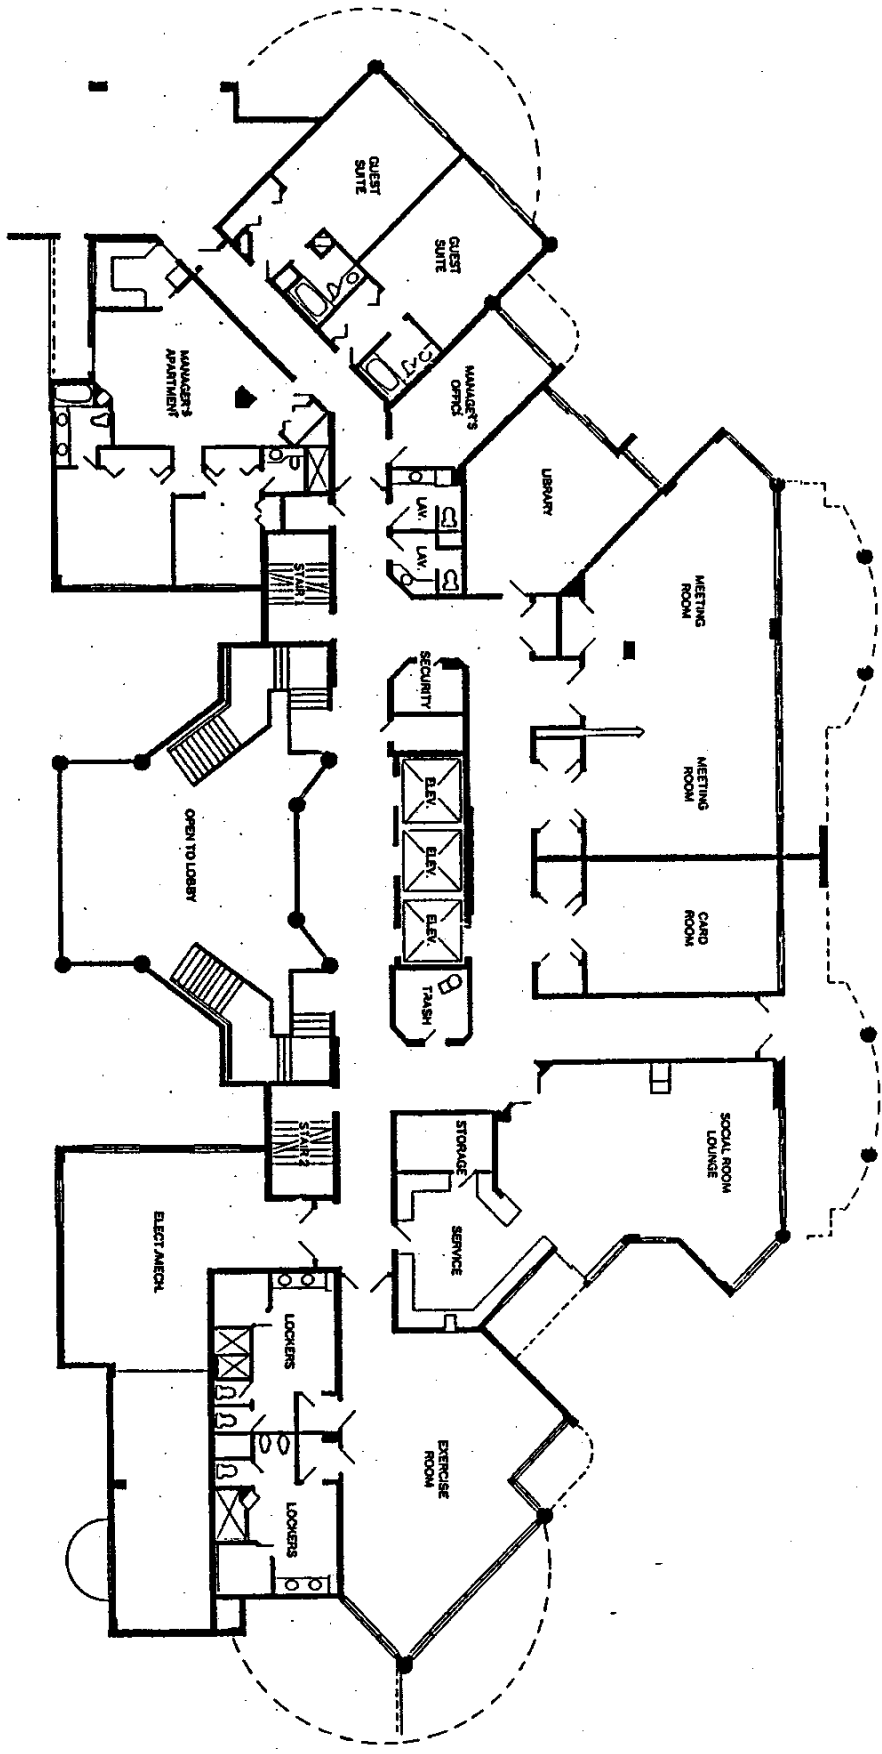 GUEST
SUITE
GUEST
SUITE
MANAGER'S
APARTMENT
MANAGER'S
OFFICE
LIBRARY
LAV.
LAV.
STAIR 1
MEETING
ROOM
SECURITY
MEETING
ROOM
ELEV.
ELEV.
ELEV.
OPEN TO LOBBY
CARD
ROOM
TRASH
STAIR 2
STORAGE
SOCIAL ROOM
LOUNGE
SERVICE
ELECT./MECH.
LOCKERS
EXERCISE
ROOM
LOCKERS